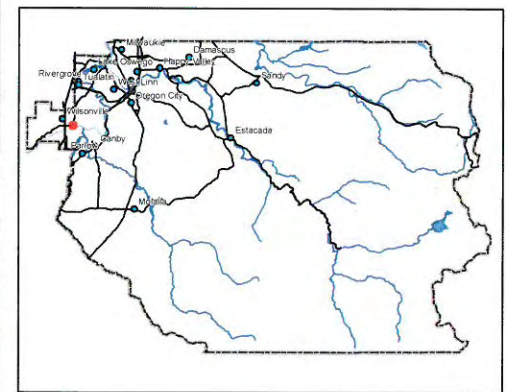 Milwaukie
Damascus
Lake Oswego
Happy Valley
Rivergrove
Tualatin
West Linn
Sandy
Oregon City
Wilsonville
Estacada
Canby
Barlow
Molalla